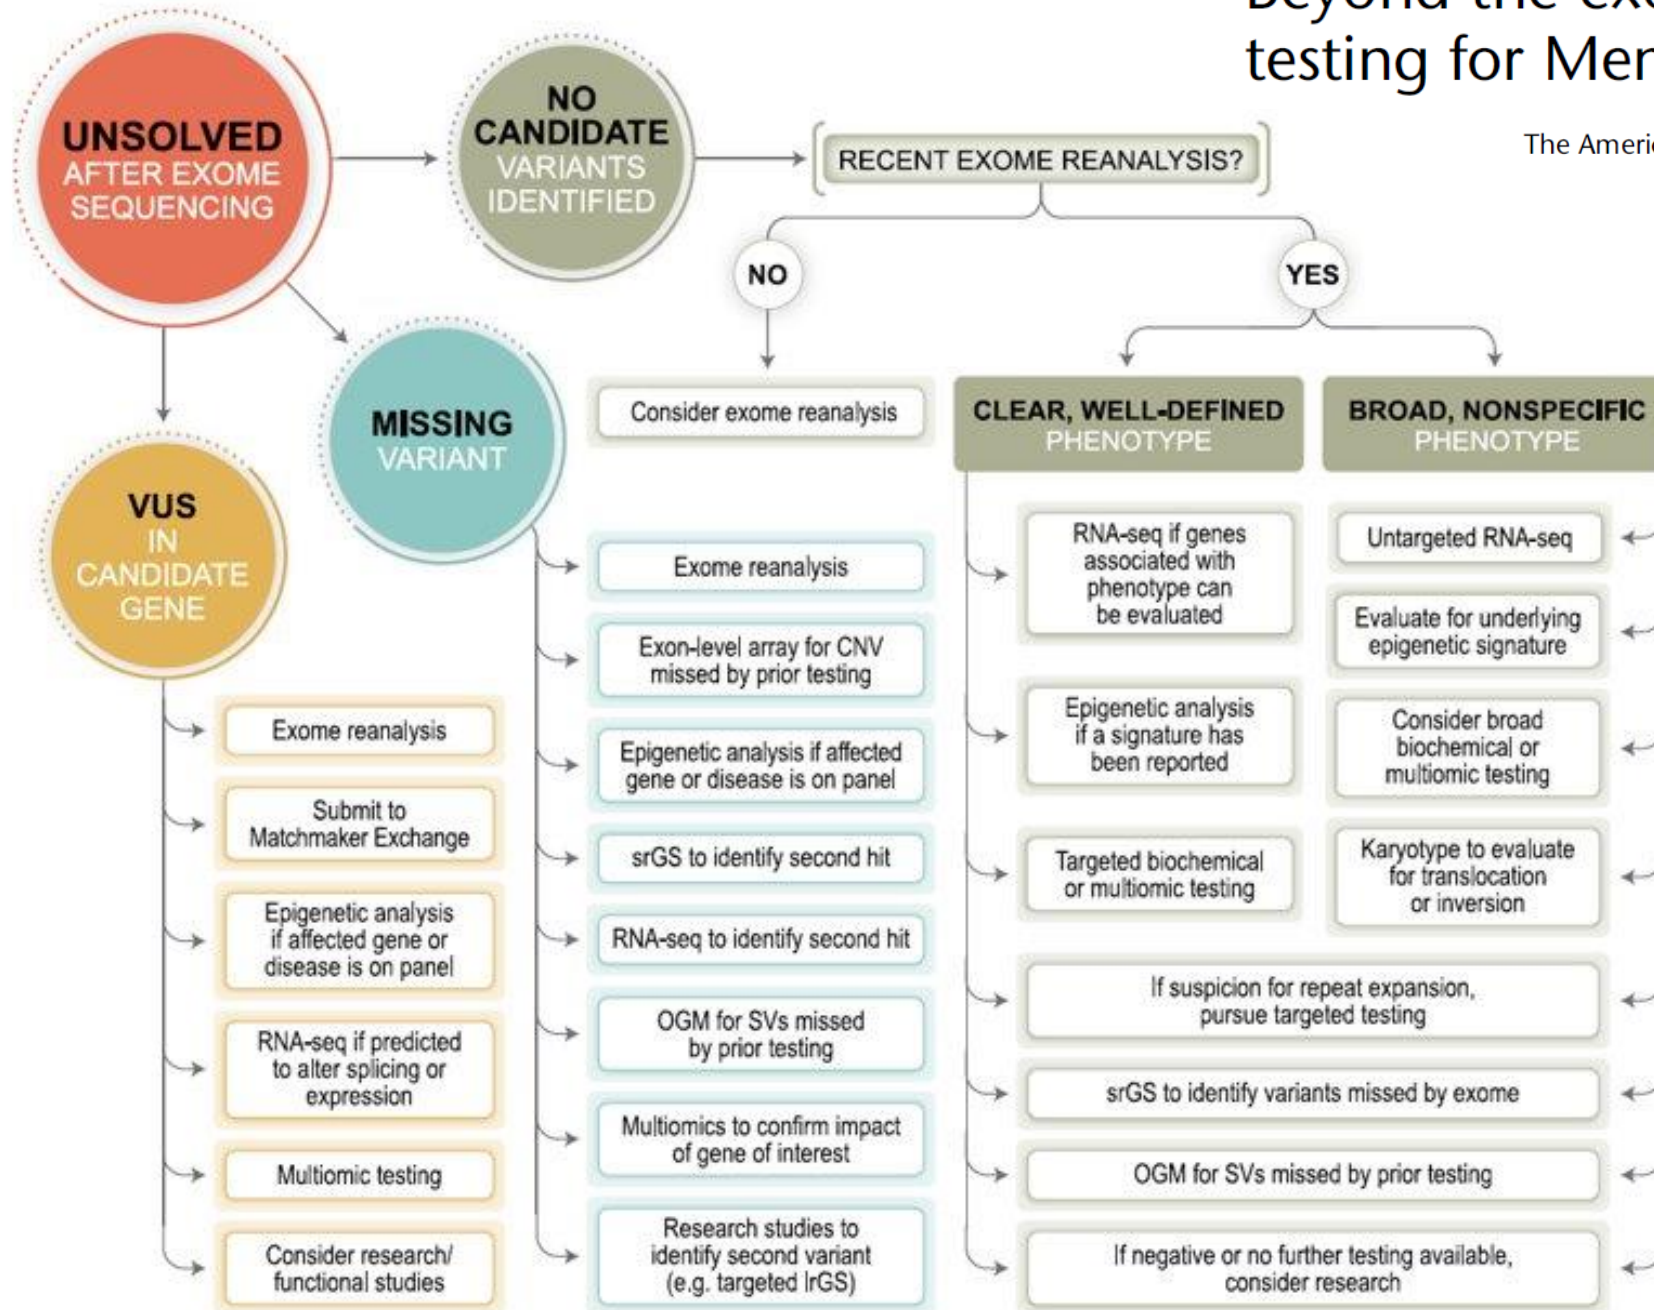 Beyond the exo
testing for Men
The Americ
UNSOLVED
AFTER EXOME
SEQUENCING
NO
CANDIDATE
VARIANTS
IDENTIFIED
RECENT EXOME REANALYSIS?
NO
YES
MISSING
VARIANT
VUS
IN
CANDIDATE
GENE
Consider exome reanalysis
CLEAR, WELL-DEFINED
PHENOTYPE
BROAD, NONSPECIFIC
PHENOTYPE
Exome reanalysis
Submit to
Matchmaker Exchange
Epigenetic analysis
if affected gene or
disease is on panel
RNA-seq if predicted
to alter splicing or
expression
Multiomic testing
Consider research/
functional studies
Exome reanalysis
Exon-level array for CNV
missed by prior testing
Epigenetic analysis if affected
gene or disease is on panel
srGS to identify second hit
RNA-seq to identify second hit
OGM for SVs missed
by prior testing
Multiomics to confirm impact
of gene of interest
Research studies to
identify second variant
(e.g. targeted lrGS)
RNA-seq if genes
associated with
phenotype can
be evaluated
Epigenetic analysis
if a signature has
been reported
Targeted biochemical
or multiomic testing
Untargeted RNA-seq
Evaluate for underlying
epigenetic signature
Consider broad
biochemical or
multiomic testing
Karyotype to evaluate
for translocation
or inversion
If suspicion for repeat expansion,
pursue targeted testing
srGS to identify variants missed by exome
OGM for SVs missed by prior testing
If negative or no further testing available,
consider research